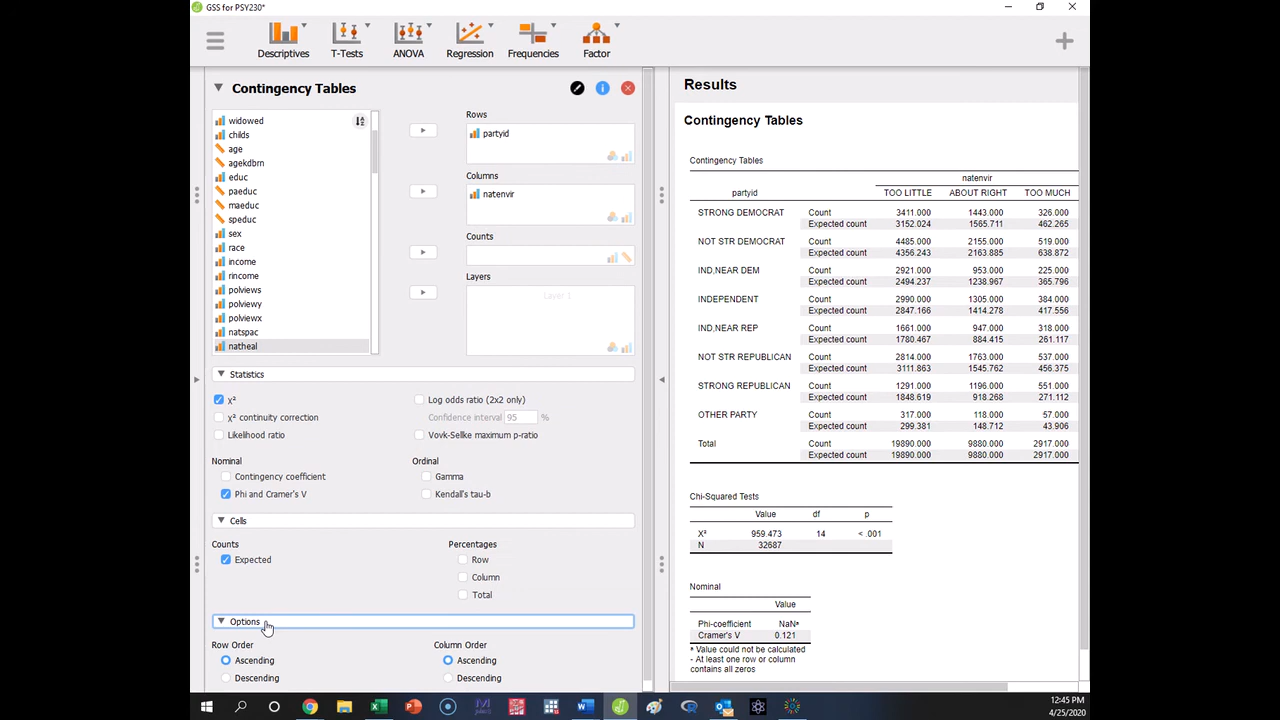 GSS for PSY230*
Descriptives
T-Tests
ANOVA
Regression
Frequencies
Factor
Contingency Tables
widowed
childs
age
agekdbrn
educ
paeduc
maeduc
speduc
sex
race
income
rincome
polviews
polviewy
polviewx
natspac
natheal
Rows
partyid
Columns
natenvir
Counts
Layers
Layer 1
Statistics
χ²
χ² continuity correction
Likelihood ratio
Log odds ratio (2x2 only)
Confidence interval 95 %
Vovk-Sellke maximum p-ratio
Nominal
Contingency coefficient
Phi and Cramer's V
Ordinal
Gamma
Kendall's tau-b
Cells
Counts
Expected
Percentages
Row
Column
Total
Options
Row Order
Ascending
Descending
Column Order
Ascending
Descending
Results
Contingency Tables
Contingency Tables
natenvir
partyid TOO LITTLE ABOUT RIGHT TOO MUCH
STRONG DEMOCRAT Count 3411.000 1443.000 326.000
Expected count 3152.024 1565.711 462.265
NOT STR DEMOCRAT Count 4485.000 2155.000 519.000
Expected count 4356.243 2163.885 638.872
IND,NEAR DEM Count 2921.000 953.000 225.000
Expected count 2494.237 1238.967 365.796
INDEPENDENT Count 2990.000 1305.000 384.000
Expected count 2847.166 1414.278 417.556
IND,NEAR REP Count 1661.000 947.000 318.000
Expected count 1780.467 884.415 261.117
NOT STR REPUBLICAN Count 2814.000 1763.000 537.000
Expected count 3111.863 1545.762 456.375
STRONG REPUBLICAN Count 1291.000 1196.000 551.000
Expected count 1848.619 918.268 271.112
OTHER PARTY Count 317.000 118.000 57.000
Expected count 299.381 148.712 43.906
Total Count 19890.000 9880.000 2917.000
Expected count 19890.000 9880.000 2917.000
Chi-Squared Tests
Value df p
X² 959.473 14 < .001
N 32687
Nominal
Value
Phi-coefficient NaNᵃ
Cramer's V 0.121
ᵃ Value could not be calculated
- At least one row or column
contains all zeros
12:45 PM
4/25/2020